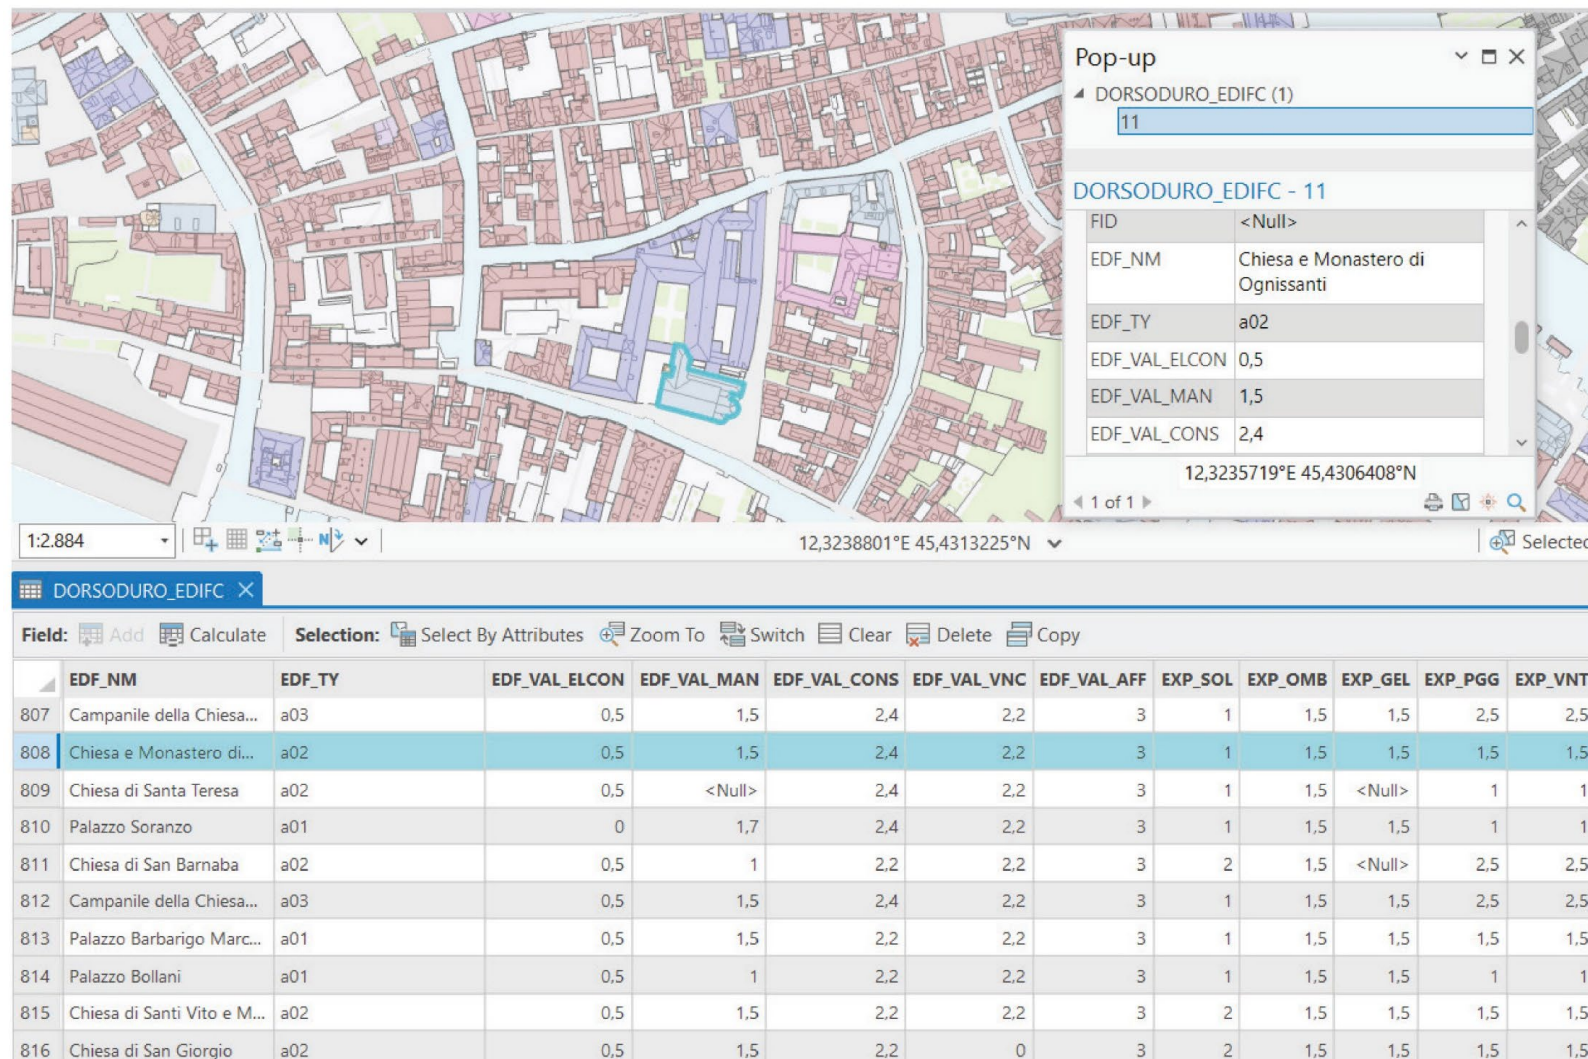 Pop-up
DORSODURO_EDIFC (1)
11
DORSODURO_EDIFC - 11
FID <Null>
EDF_NM Chiesa e Monastero di
Ognissanti
EDF_TY a02
EDF_VAL_ELCON 0,5
EDF_VAL_MAN 1,5
EDF_VAL_CONS 2,4
12,3235719°E 45,4306408°N
1 of 1
1:2.884 12,3238801°E 45,4313225°N Selected
DORSODURO_EDIFC
Field: Add Calculate Selection: Select By Attributes Zoom To Switch Clear Delete Copy
EDF_NM EDF_TY EDF_VAL_ELCON EDF_VAL_MAN EDF_VAL_CONS EDF_VAL_VNC EDF_VAL_AFF EXP_SOL EXP_OMB EXP_GEL EXP_PGG EXP_VNT
807 Campanile della Chiesa... a03 0,5 1,5 2,4 2,2 3 1 1,5 1,5 2,5 2,5
808 Chiesa e Monastero di... a02 0,5 1,5 2,4 2,2 3 1 1,5 1,5 1,5 1,5
809 Chiesa di Santa Teresa a02 0,5 <Null> 2,4 2,2 3 1 1,5 <Null> 1 1
810 Palazzo Soranzo a01 0 1,7 2,4 2,2 3 1 1,5 1,5 1 1
811 Chiesa di San Barnaba a02 0,5 1 2,2 2,2 3 2 1,5 <Null> 2,5 2,5
812 Campanile della Chiesa... a03 0,5 1,5 2,4 2,2 3 1 1,5 1,5 2,5 2,5
813 Palazzo Barbarigo Marc... a01 0,5 1,5 2,2 2,2 3 1 1,5 1,5 1,5 1,5
814 Palazzo Bollani a01 0,5 1 2,2 2,2 3 1 1,5 1,5 1 1
815 Chiesa di Santi Vito e M... a02 0,5 1,5 2,2 2,2 3 2 1,5 1,5 1,5 1,5
816 Chiesa di San Giorgio a02 0,5 1,5 2,2 0 3 2 1,5 1,5 1,5 1,5